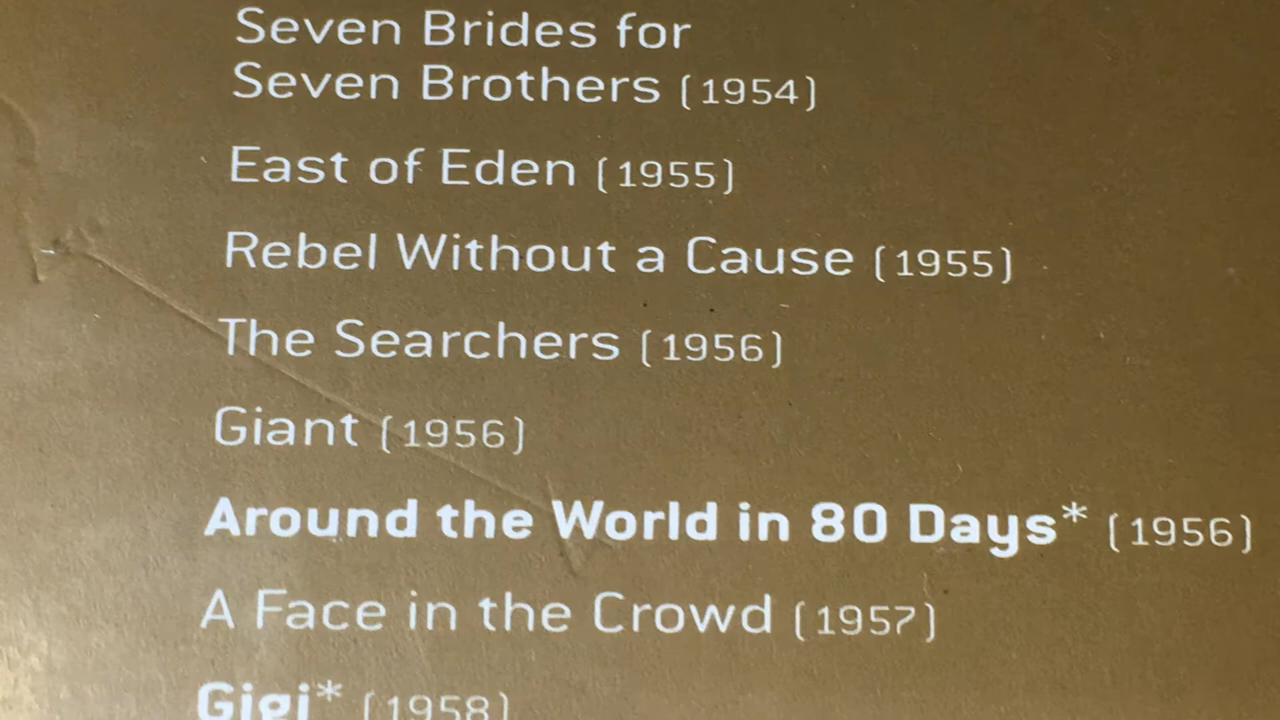 Seven Brides for
Seven Brothers (1954)
East of Eden (1955)
Rebel Without a Cause (1955)
The Searchers (1956)
Giant (1956)
Around the World in 80 Days* (1956)
A Face in the Crowd (1957)
Gigi* (1958)